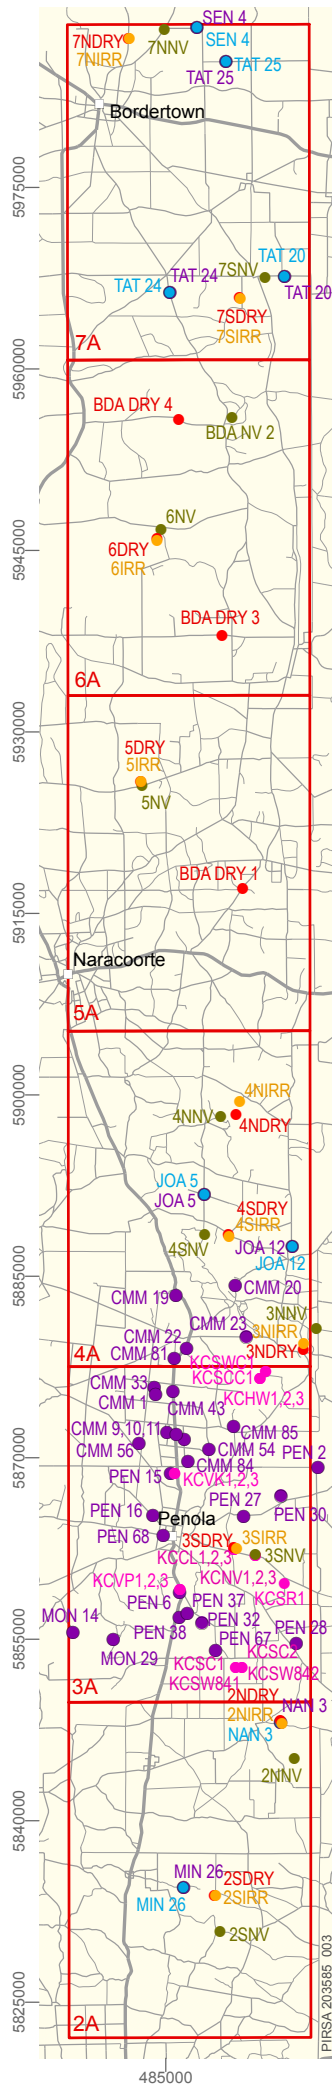 SEN 4
7NDRY
7NNV
SEN 4
7NIRR
TAT 25
TAT 25
Bordertown
5975000
7SNV
TAT 20
TAT 24
TAT 24
TAT 20
7SDRY
7SIRR
7A
5960000
BDA DRY 4
BDA NV 2
6NV
5945000
6DRY
6IRR
BDA DRY 3
6A
5930000
5DRY
5IRR
5NV
BDA DRY 1
5915000
Naracoorte
5A
5900000
4NIRR
4NNV
4NDRY
JOA 5
JOA 5
4SDRY
4SIRR
JOA 12
4SNV
JOA 12
5885000
CMM 20
CMM 19
3NNV
CMM 23
3NIRR
CMM 22
3NDRY
CMM 81
4A
KCSWC1
KCSCC1
CMM 33
KCHW1,2,3
CMM 1
CMM 43
CMM 9,10,11
CMM 85
CMM 56
CMM 54
5870000
PEN 2
CMM 84
PEN 15
KCVK1,2,3
PEN 16
PEN 27
PEN 30
Penola
PEN 68
3SDRY
3SIRR
KCCL1,2,3
3SNV
KCVP1,2,3
KCNV1,2,3
KCSR1
PEN 6
PEN 37
MON 14
PEN 32
PEN 28
5855000
PEN 38
PEN 67
KCSC2
MON 29
KCSC1
KCSW842
KCSW841
3A
2NDRY
2NIRR
NAN 3
NAN 3
2NNV
5840000
MIN 26
2SDRY
MIN 26
2SIRR
2SNV
5825000
2A
PIRSA 203585_003
485000